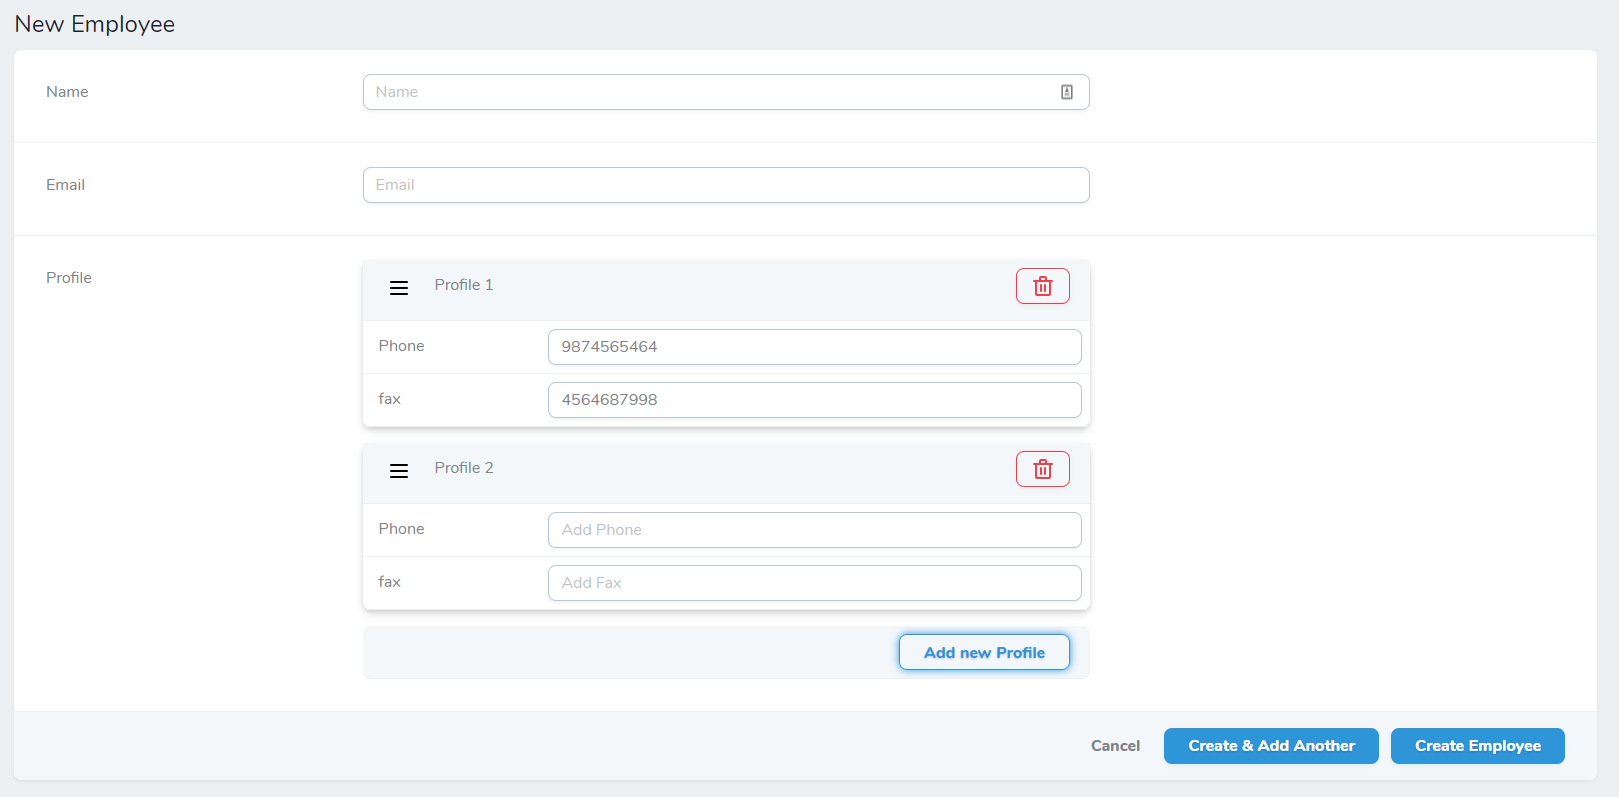 New Employee
Name
Name
Email
Email
Profile
Profile 1
Phone
9874565464
fax
4564687998
Profile 2
Phone
Add Phone
fax
Add Fax
Add new Profile
Cancel
Create & Add Another
Create Employee